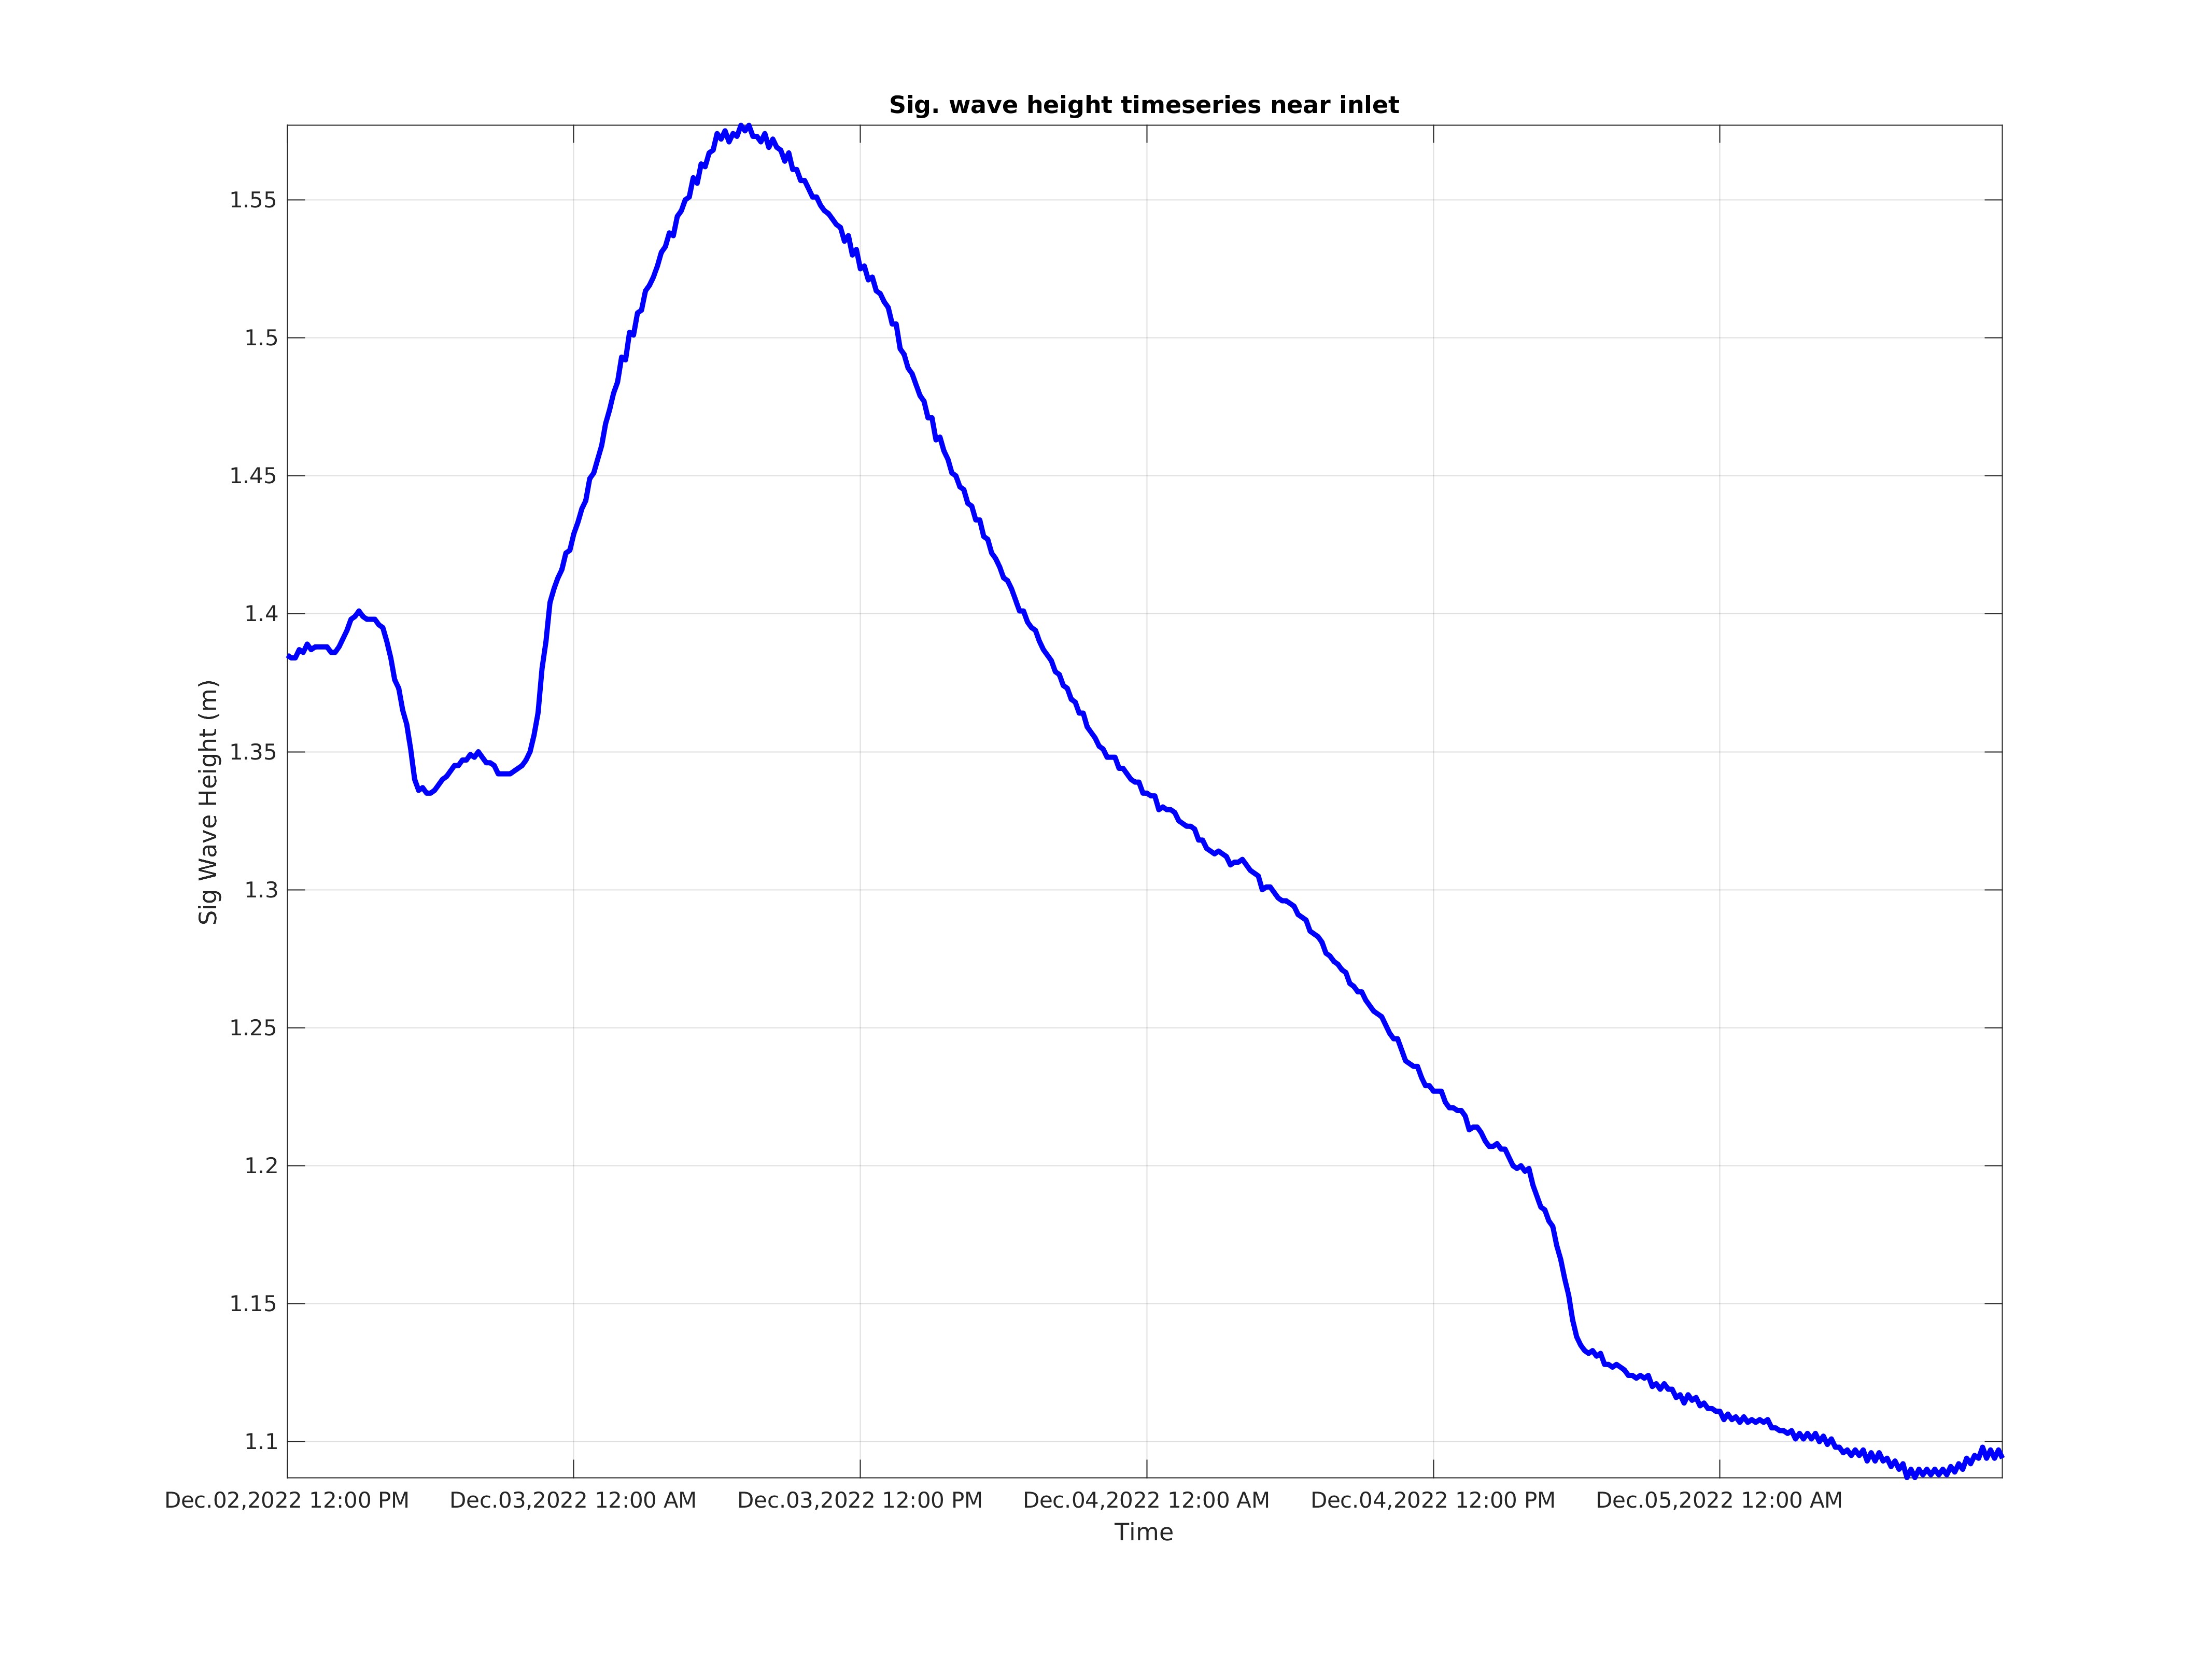 Sig. wave height timeseries near inlet
1.55
1.5
1.45
1.4
1.35
1.3
1.25
1.2
1.15
1.1
Sig Wave Height (m)
Dec.02,2022 12:00 PM
Dec.03,2022 12:00 AM
Dec.03,2022 12:00 PM
Dec.04,2022 12:00 AM
Dec.04,2022 12:00 PM
Dec.05,2022 12:00 AM
Time